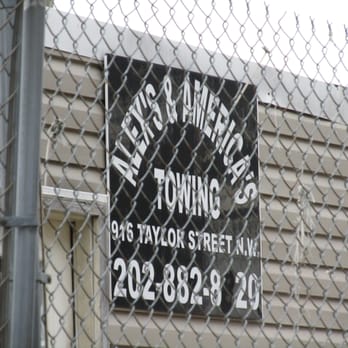 ALEX'S & AMERICA'S
TOWING
916 TAYLOR STREET N.W.
202-882-8 20